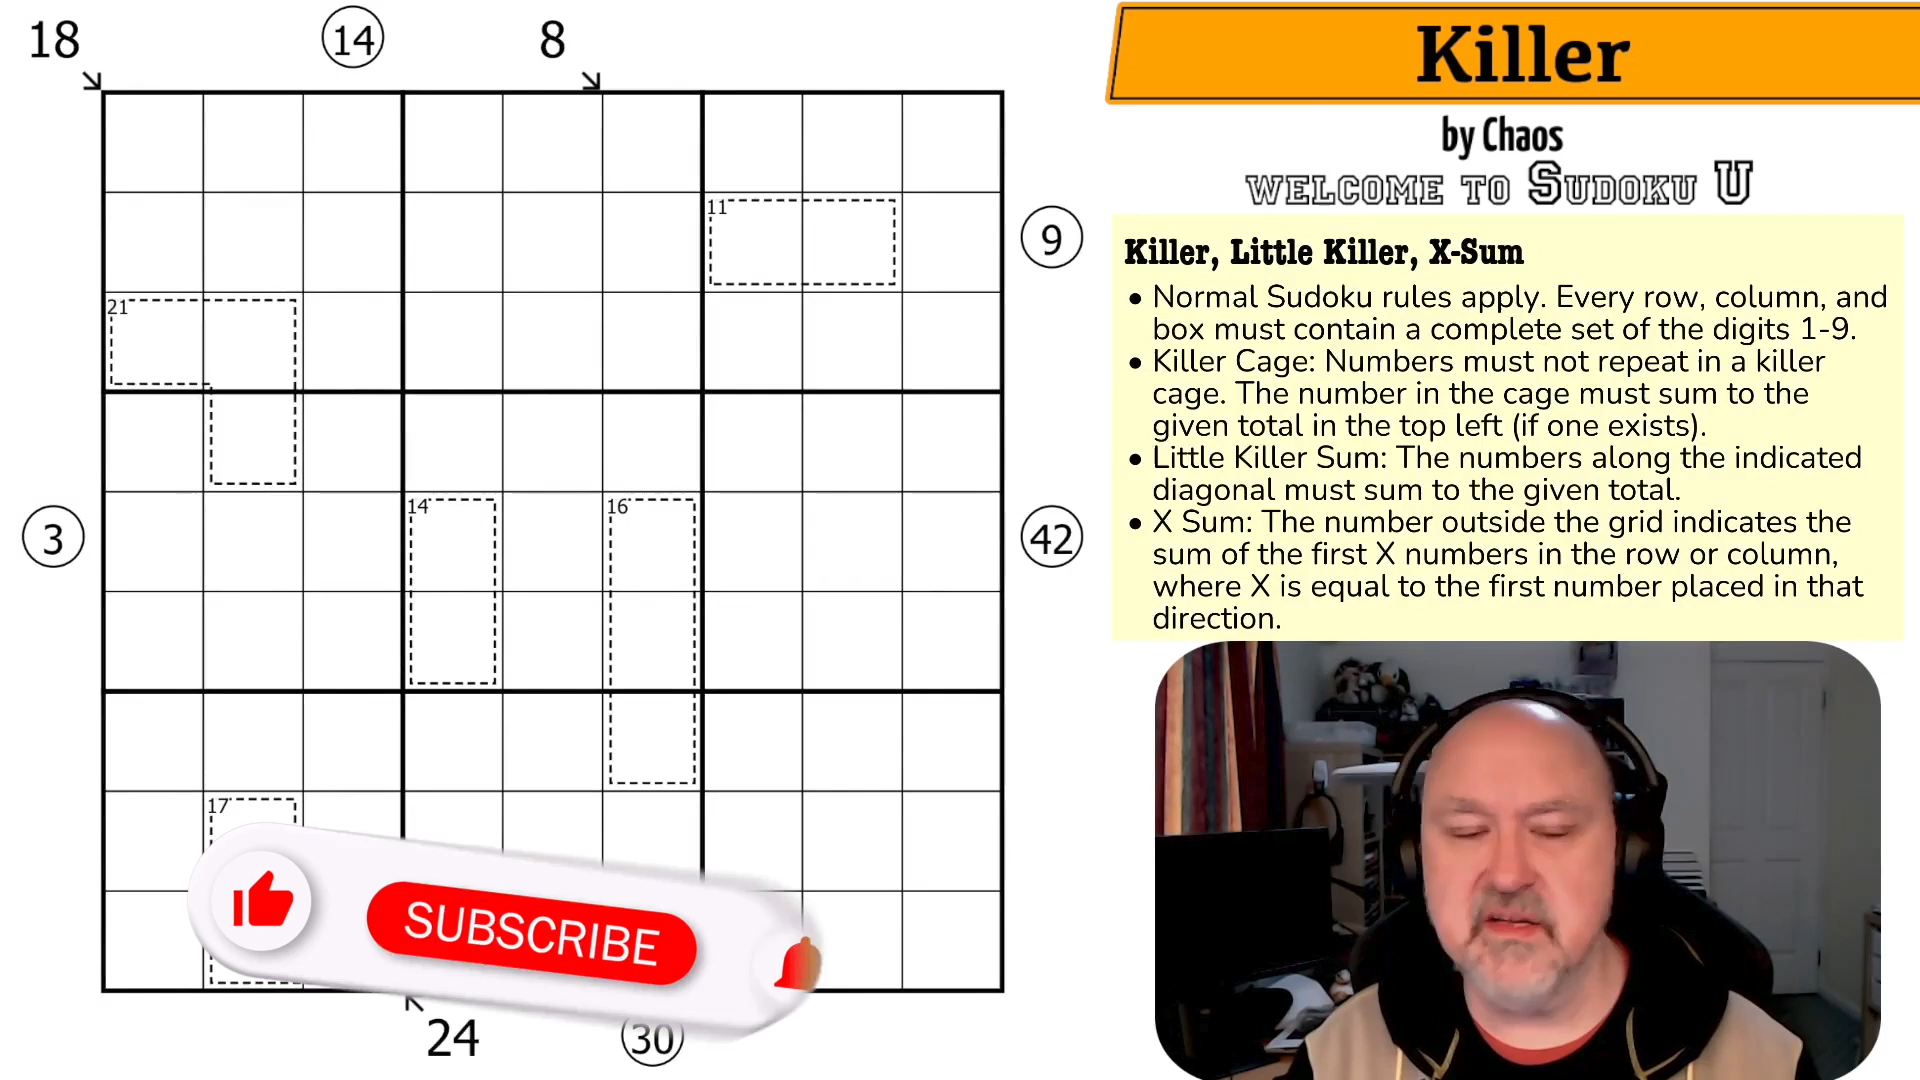 18
14
8
Killer
by Chaos
WELCOME TO SUDOKU U
11
9
Killer, Little Killer, X-Sum
• Normal Sudoku rules apply. Every row, column, and
box must contain a complete set of the digits 1-9.
21
• Killer Cage: Numbers must not repeat in a killer
cage. The number in the cage must sum to the
given total in the top left (if one exists).
• Little Killer Sum: The numbers along the indicated
diagonal must sum to the given total.
• X Sum: The number outside the grid indicates the
sum of the first X numbers in the row or column,
where X is equal to the first number placed in that
direction.
3
14
16
42
17
SUBSCRIBE
24
30